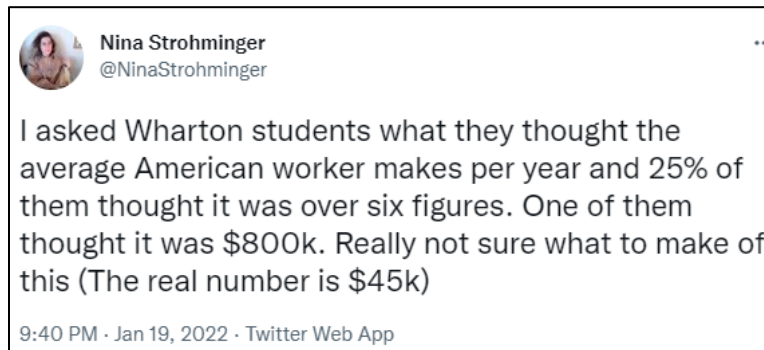 Nina Strohminger
@NinaStrohminger
I asked Wharton students what they thought the
average American worker makes per year and 25% of
them thought it was over six figures. One of them
thought it was $800k. Really not sure what to make of
this (The real number is $45k)
9:40 PM · Jan 19, 2022 · Twitter Web App